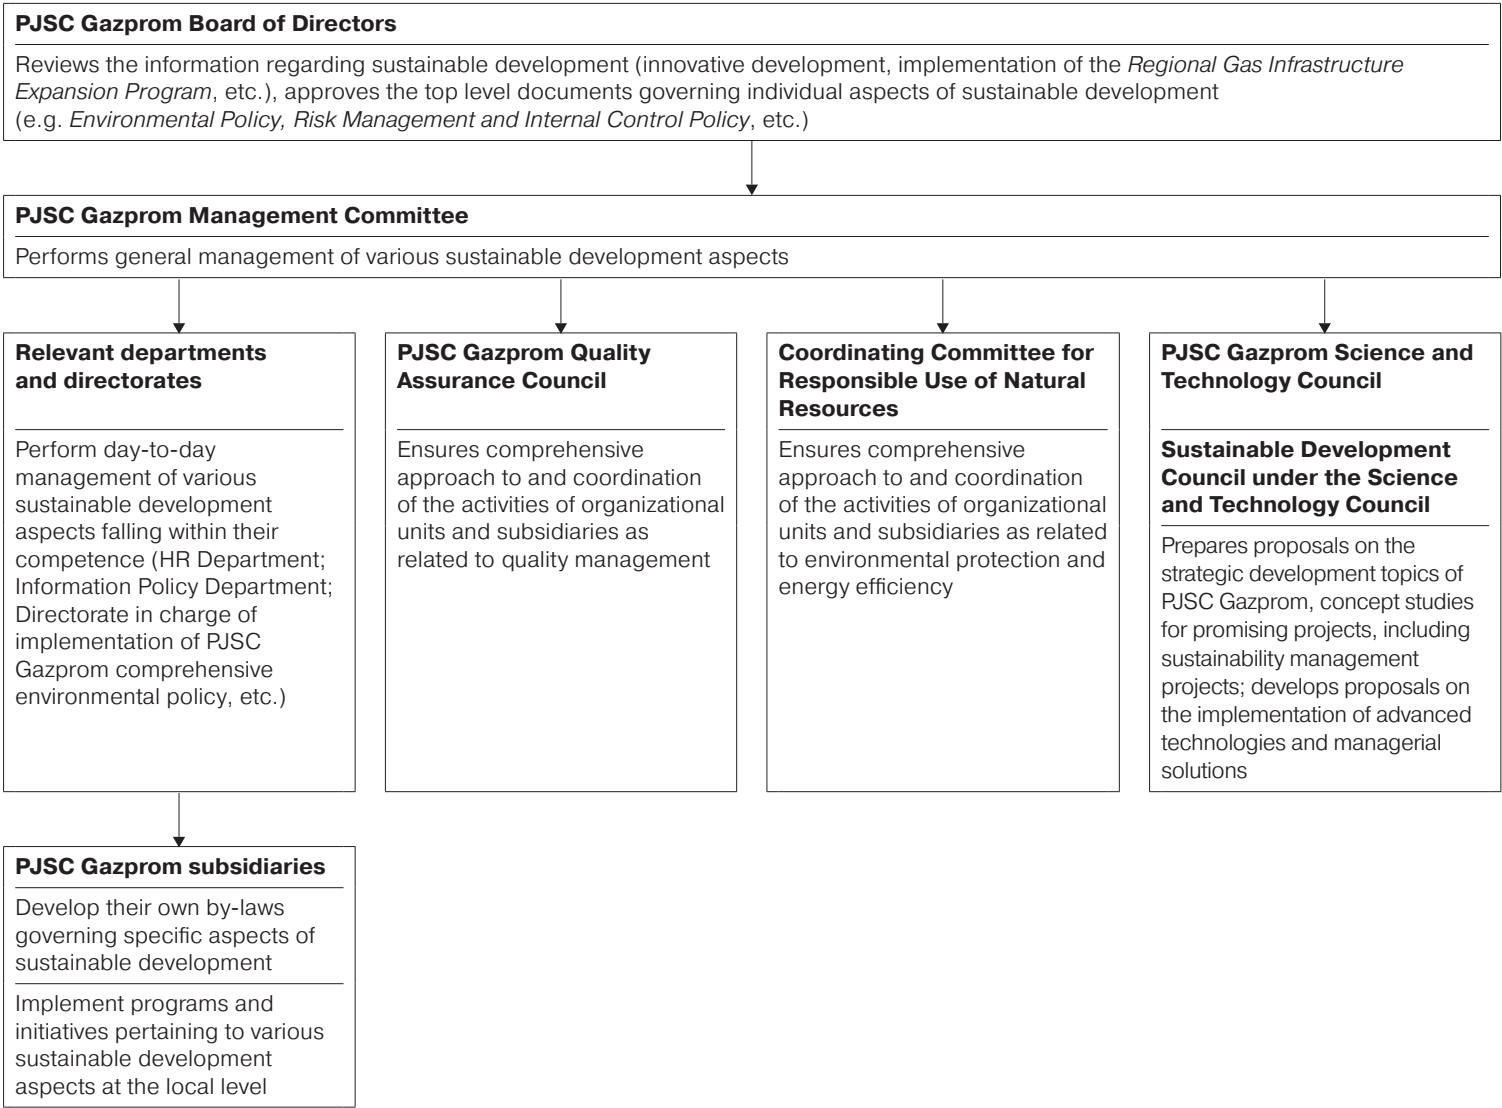 PJSC Gazprom Board of Directors
Reviews the information regarding sustainable development (innovative development, implementation of the Regional Gas Infrastructure
Expansion Program, etc.), approves the top level documents governing individual aspects of sustainable development
(e.g. Environmental Policy, Risk Management and Internal Control Policy, etc.)
PJSC Gazprom Management Committee
Performs general management of various sustainable development aspects
Relevant departments
and directorates
Perform day-to-day
management of various
sustainable development
aspects falling within their
competence (HR Department;
Information Policy Department;
Directorate in charge of
implementation of PJSC
Gazprom comprehensive
environmental policy, etc.)
PJSC Gazprom Quality
Assurance Council
Ensures comprehensive
approach to and coordination
of the activities of organizational
units and subsidiaries as
related to quality management
Coordinating Committee for
Responsible Use of Natural
Resources
Ensures comprehensive
approach to and coordination
of the activities of organizational
units and subsidiaries as related
to environmental protection and
energy efficiency
PJSC Gazprom Science and
Technology Council
Sustainable Development
Council under the Science
and Technology Council
Prepares proposals on the
strategic development topics of
PJSC Gazprom, concept studies
for promising projects, including
sustainability management
projects; develops proposals on
the implementation of advanced
technologies and managerial
solutions
PJSC Gazprom subsidiaries
Develop their own by-laws
governing specific aspects of
sustainable development
Implement programs and
initiatives pertaining to various
sustainable development
aspects at the local level